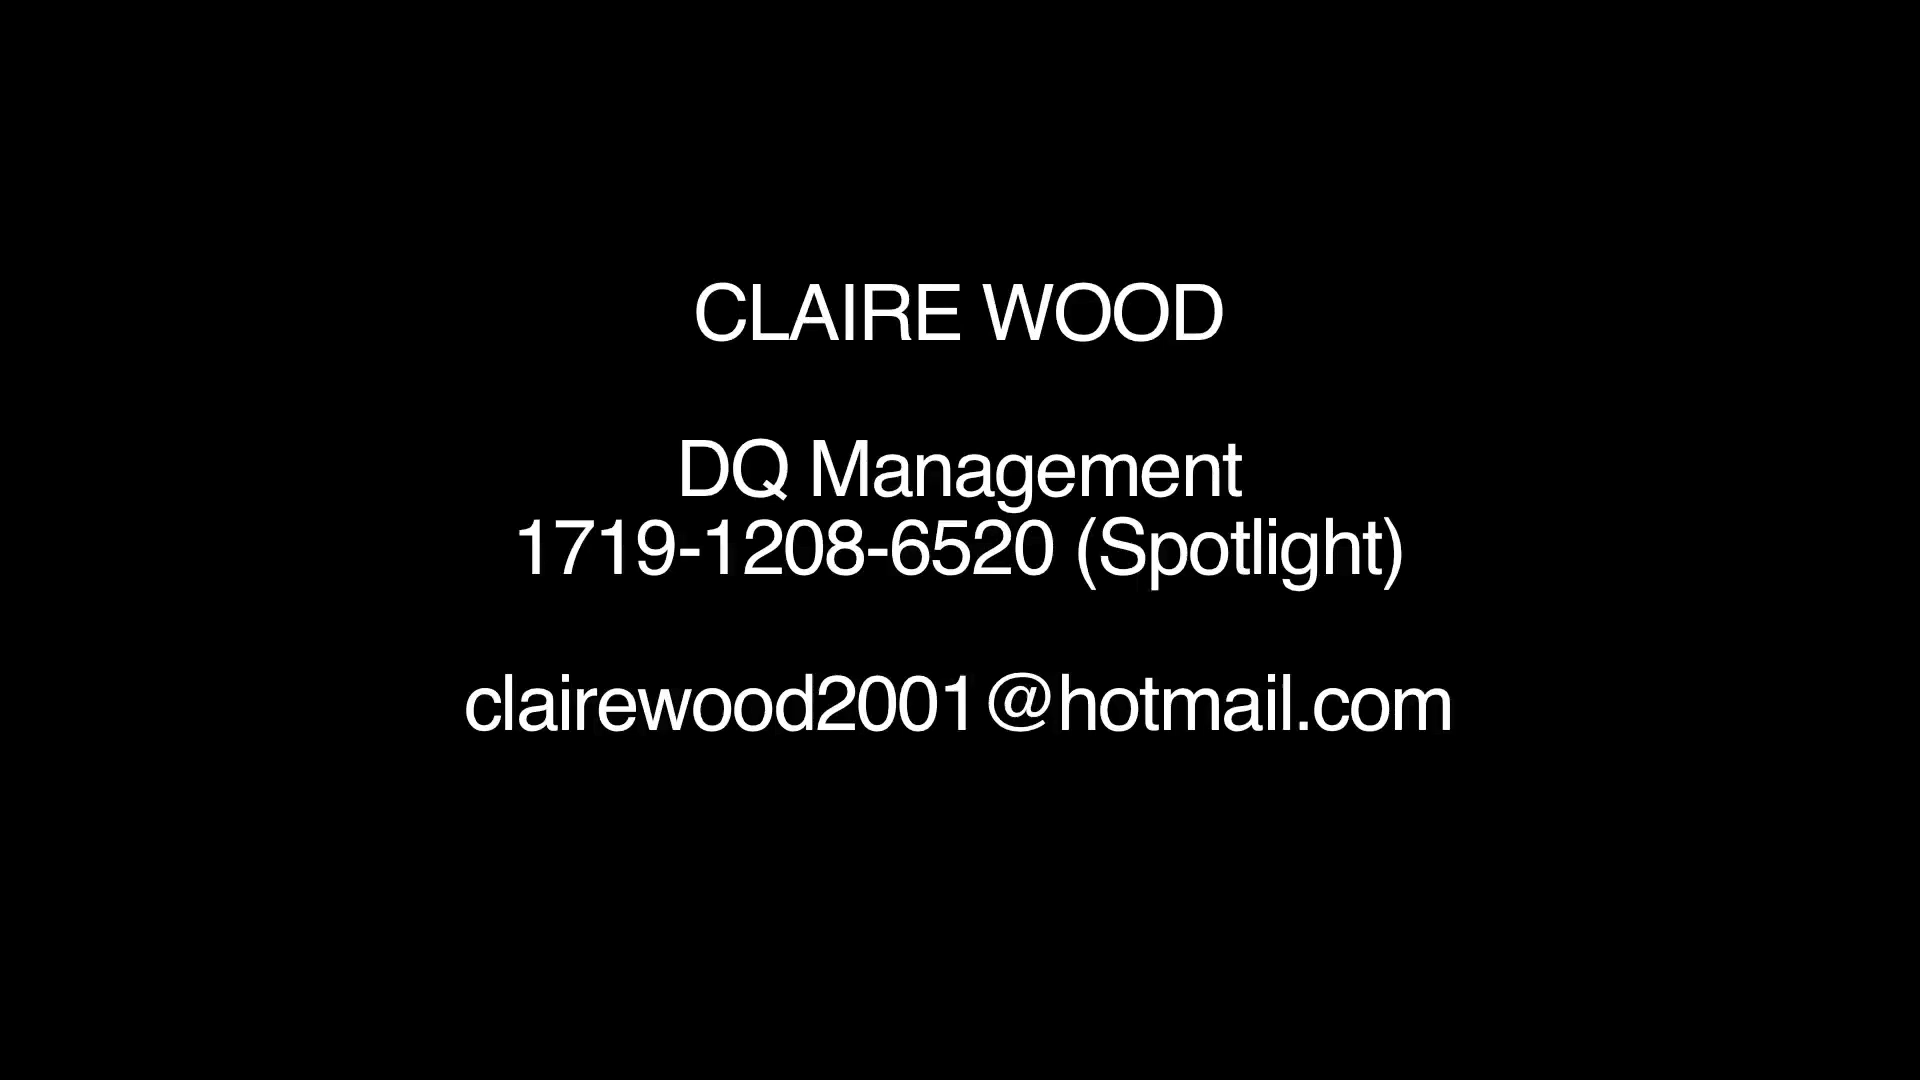 CLAIRE WOOD
DQ Management
1719-1208-6520 (Spotlight)
clairewood2001@hotmail.com